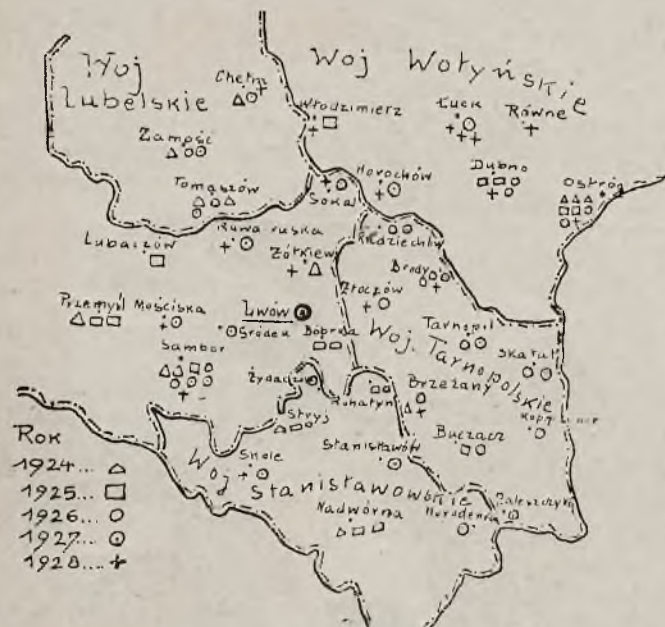 Woj Lubelskie
Woj Wołyńskie
Chełm
Włodzimierz
Łuck
Równe
Zamość
Dubno
Ostróg
Tomaszów
Sokal
Horochów
Lubaczów
Rawa ruska
Radziechów
Żółkiew
Brody
Złoczów
Przemyśl
Mościska
Lwów
Gródek
Bóbrka
Woj. Tarnopolskie
Tarnopol
Skałat
Sambor
Żydaczów
Rohatyn
Brzeżany
Stryj
Buczacz
Stanisławów
Skole
Woj Stanisławowskie
Zaleszczyki
Nadwórna
Horodenka
Rok
1924...
1925...
1926...
1927...
1928....